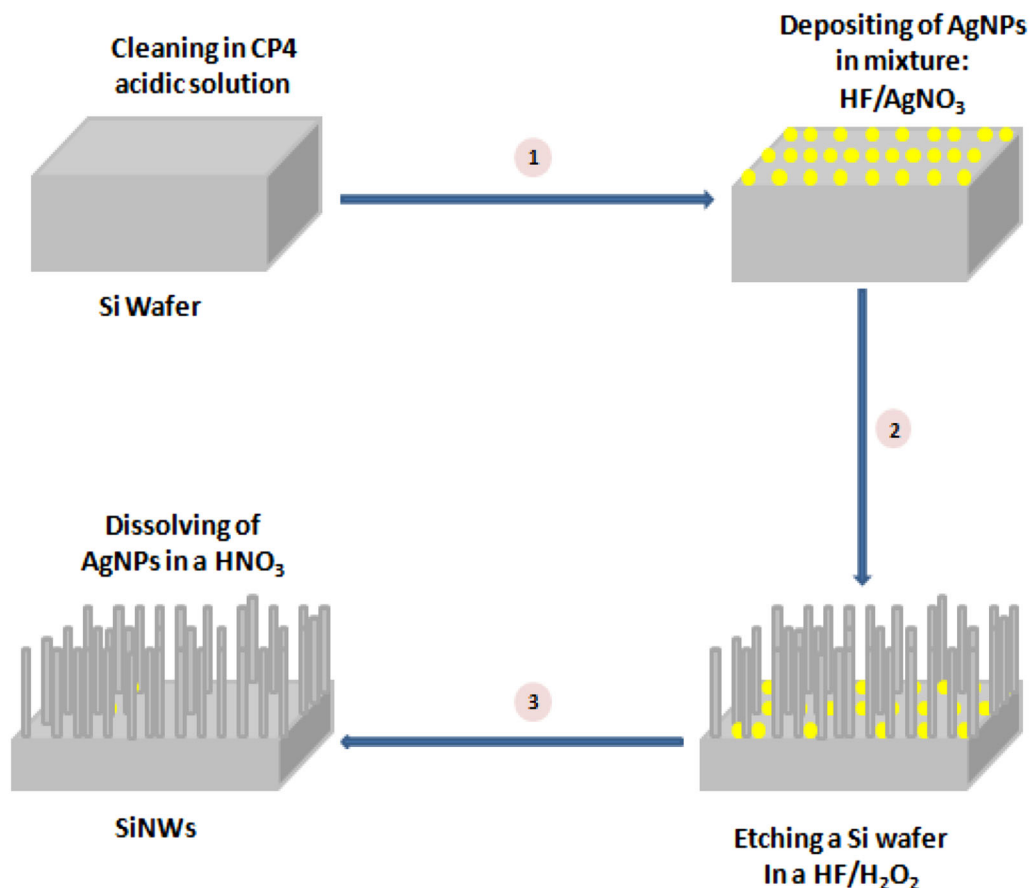 Cleaning in CP4
acidic solution
Si Wafer
1
Depositing of AgNPs
in mixture:
HF/AgNO₃
2
Etching a Si wafer
In a HF/H₂O₂
3
Dissolving of
AgNPs in a HNO₃
SiNWs